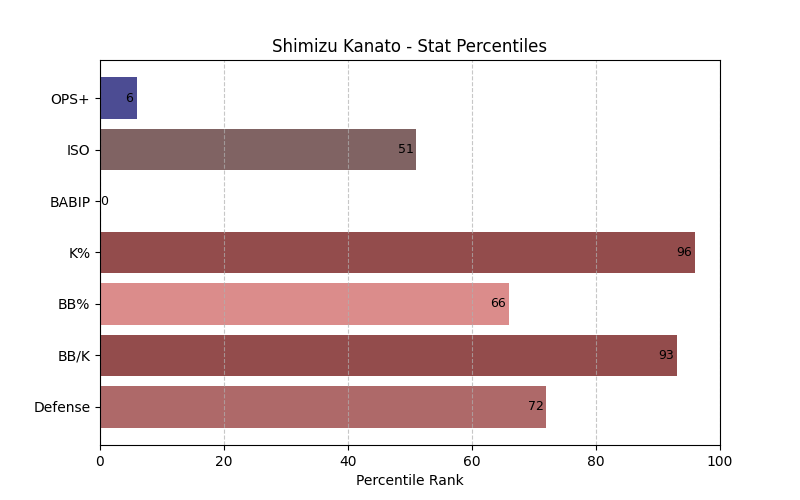 Shimizu Kanato - Stat Percentiles
OPS+ 6
ISO 51
BABIP 0
K% 96
BB% 66
BB/K 93
Defense 72
0 20 40 60 80 100
Percentile Rank